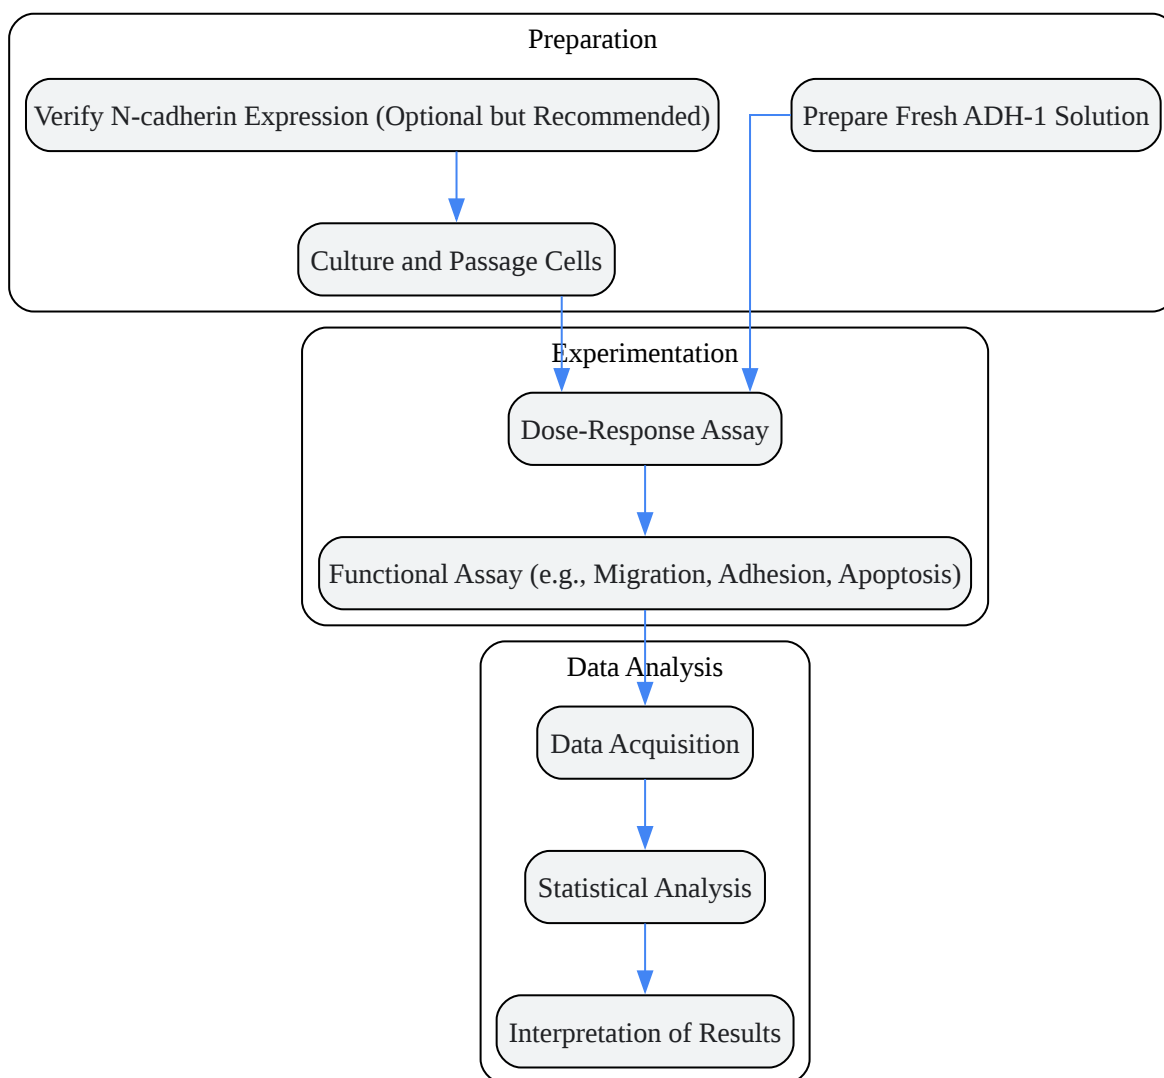 Preparation
Verify N-cadherin Expression (Optional but Recommended)
Prepare Fresh ADH-1 Solution
Culture and Passage Cells
Experimentation
Dose-Response Assay
Functional Assay (e.g., Migration, Adhesion, Apoptosis)
Data Analysis
Data Acquisition
Statistical Analysis
Interpretation of Results